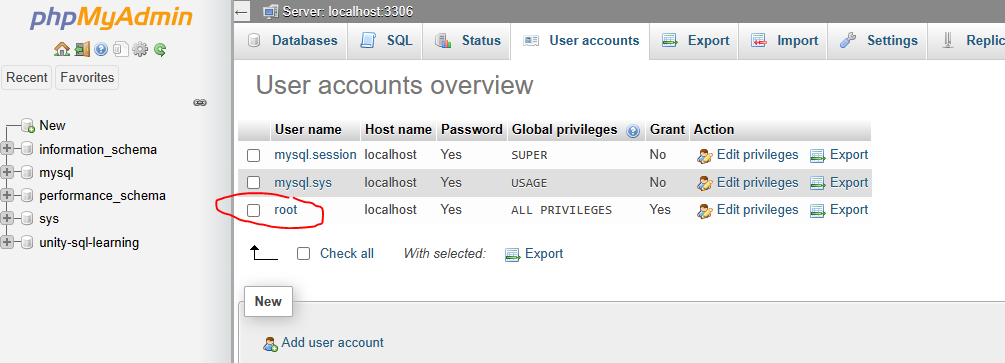 phpMyAdmin
Recent Favorites
New
information_schema
mysql
performance_schema
sys
unity-sql-learning
Server: localhost:3306
Databases SQL Status User accounts Export Import Settings Replic
User accounts overview
User name Host name Password Global privileges Grant Action
mysql.session localhost Yes SUPER No Edit privileges Export
mysql.sys localhost Yes USAGE No Edit privileges Export
root localhost Yes ALL PRIVILEGES Yes Edit privileges Export
Check all With selected: Export
New
Add user account